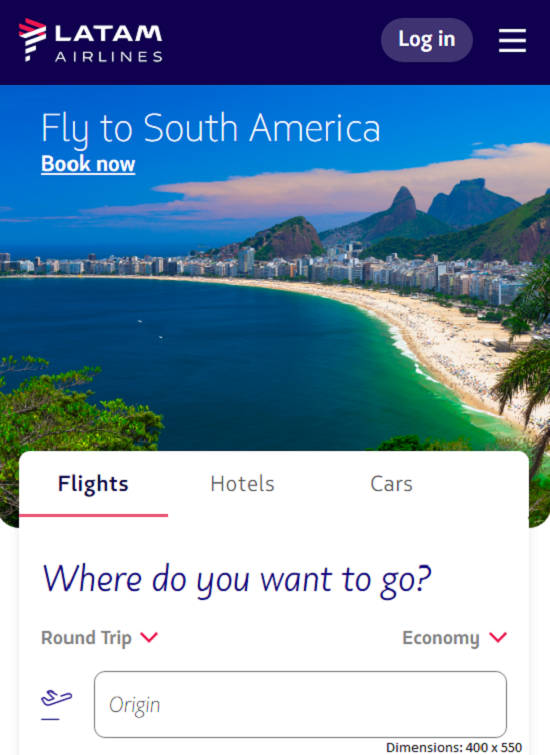 LATAM
AIRLINES
Log in
Fly to South America
Book now
Flights
Hotels
Cars
Where do you want to go?
Round Trip
Economy
Origin
Dimensions: 400 x 550